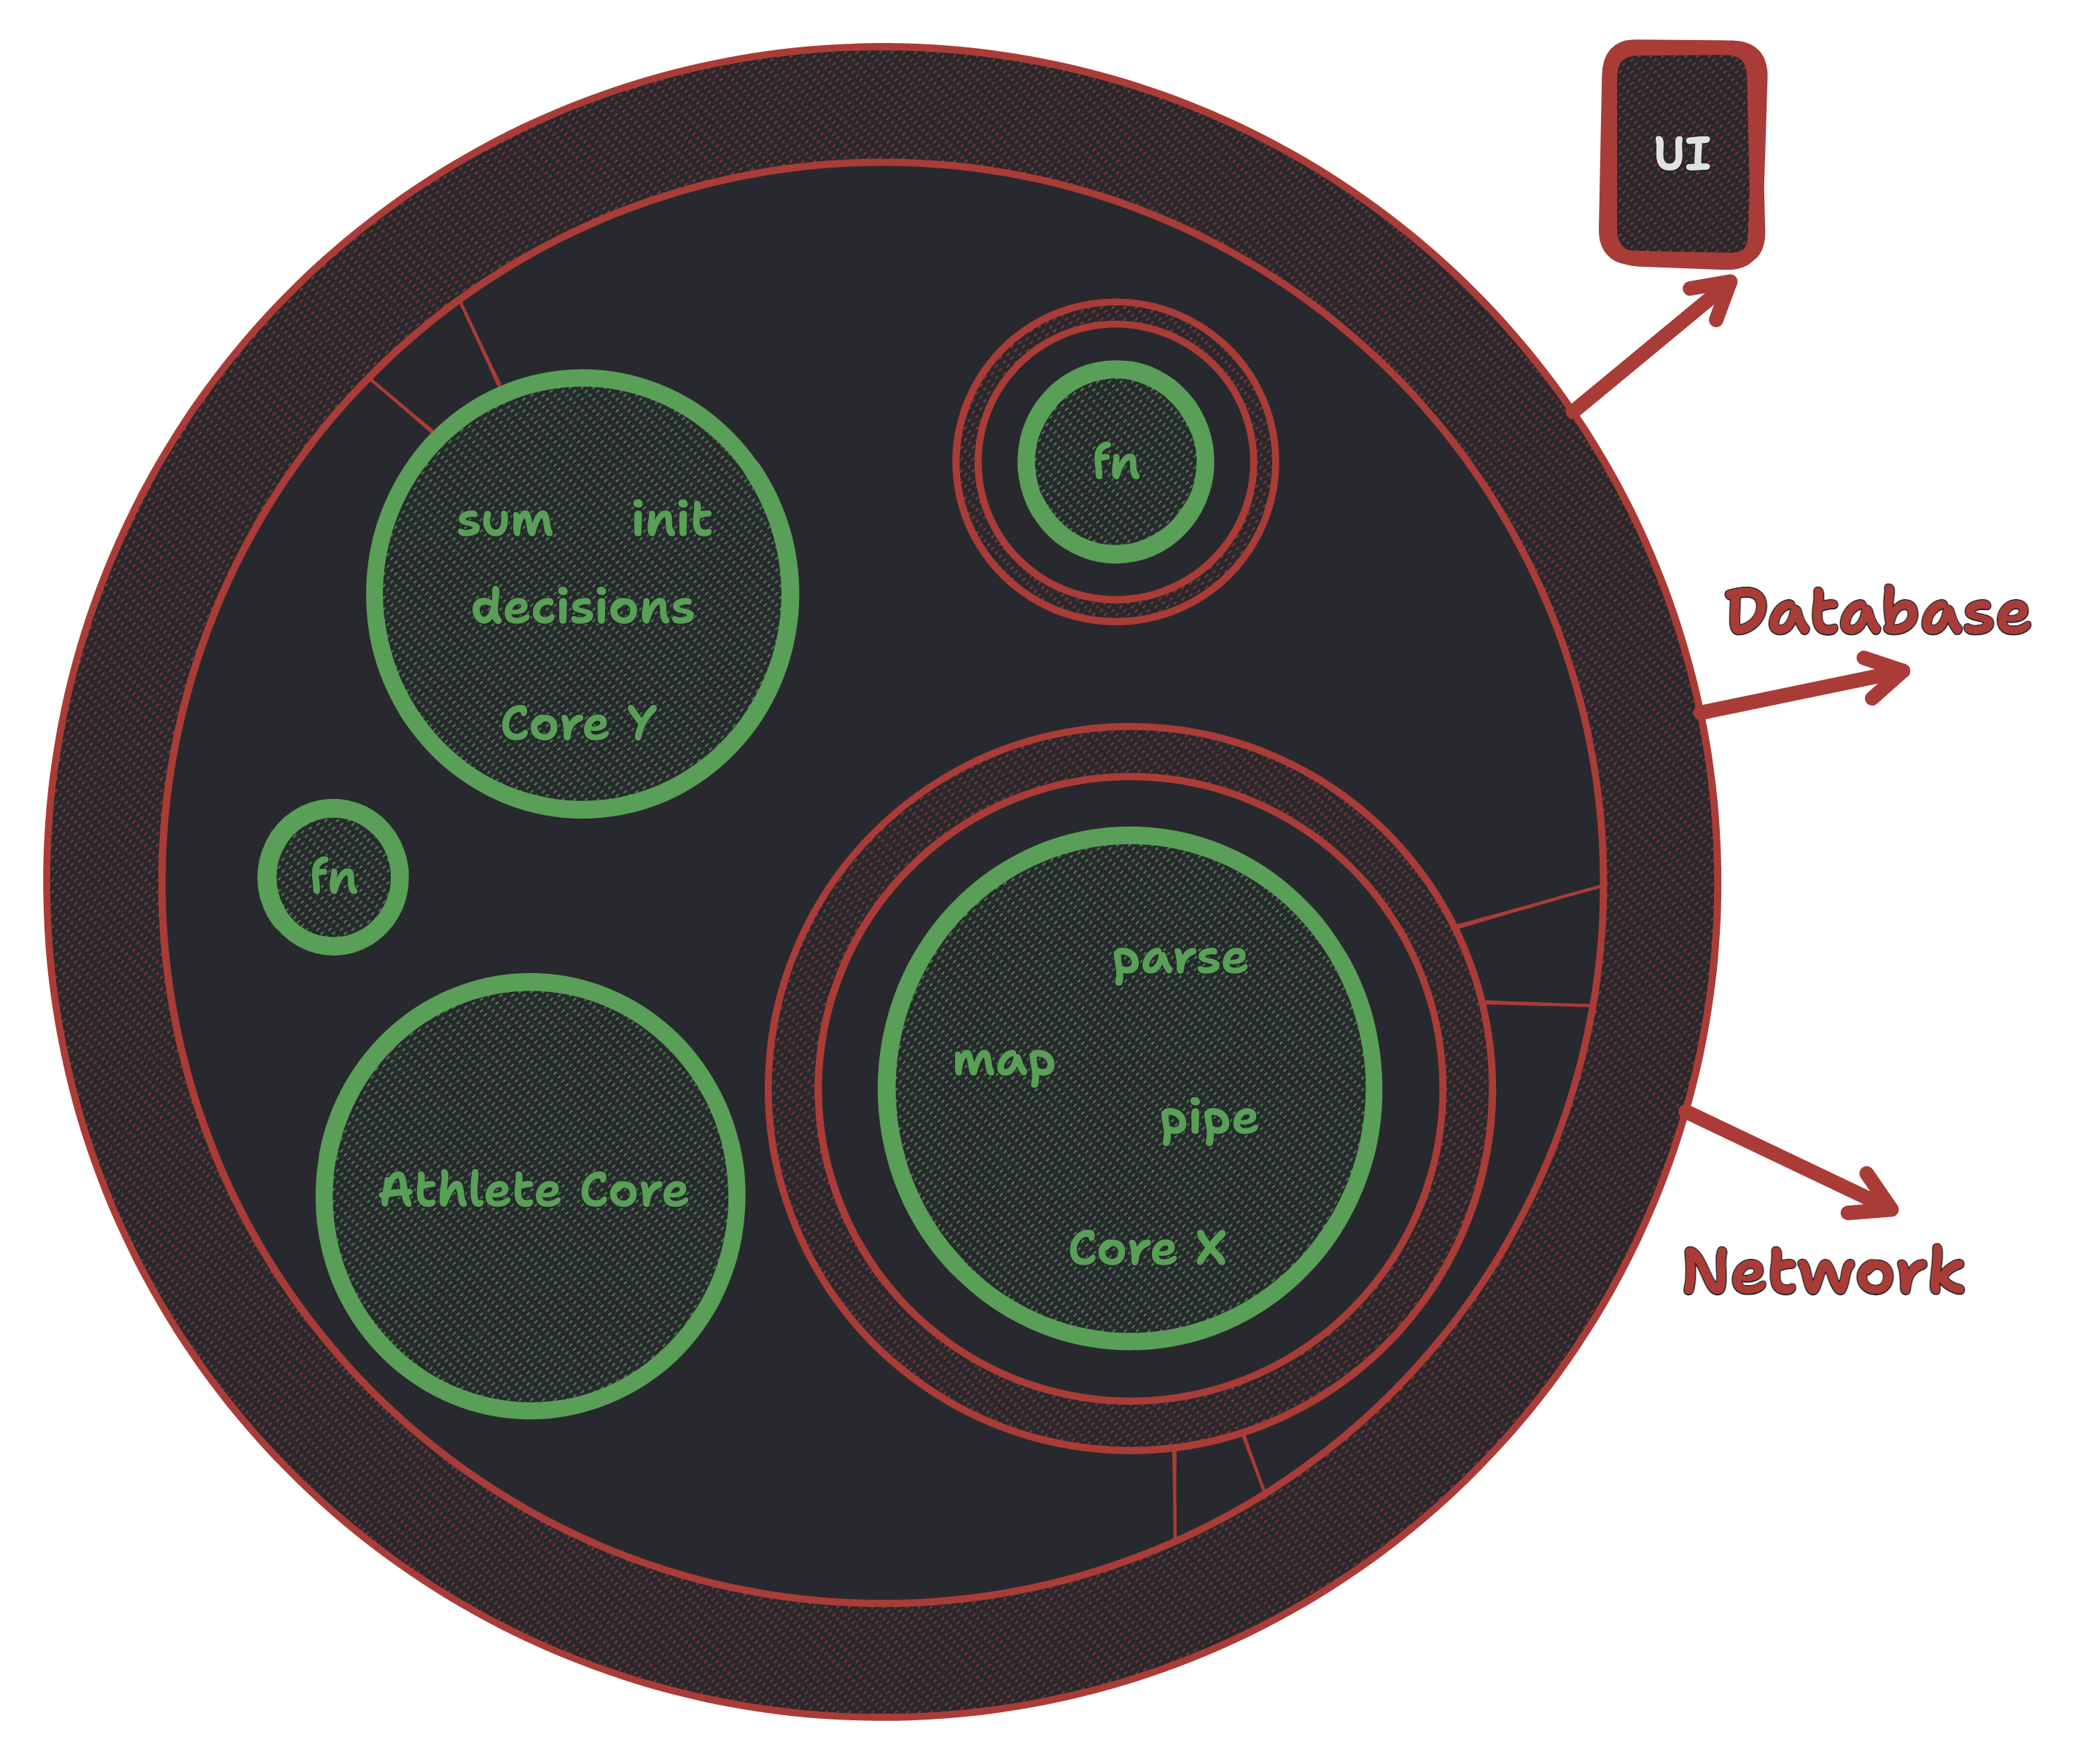 UI
fn
sum init
decisions
Core Y
Database
fn
parse
map
pipe
Athlete Core
Core X
Network